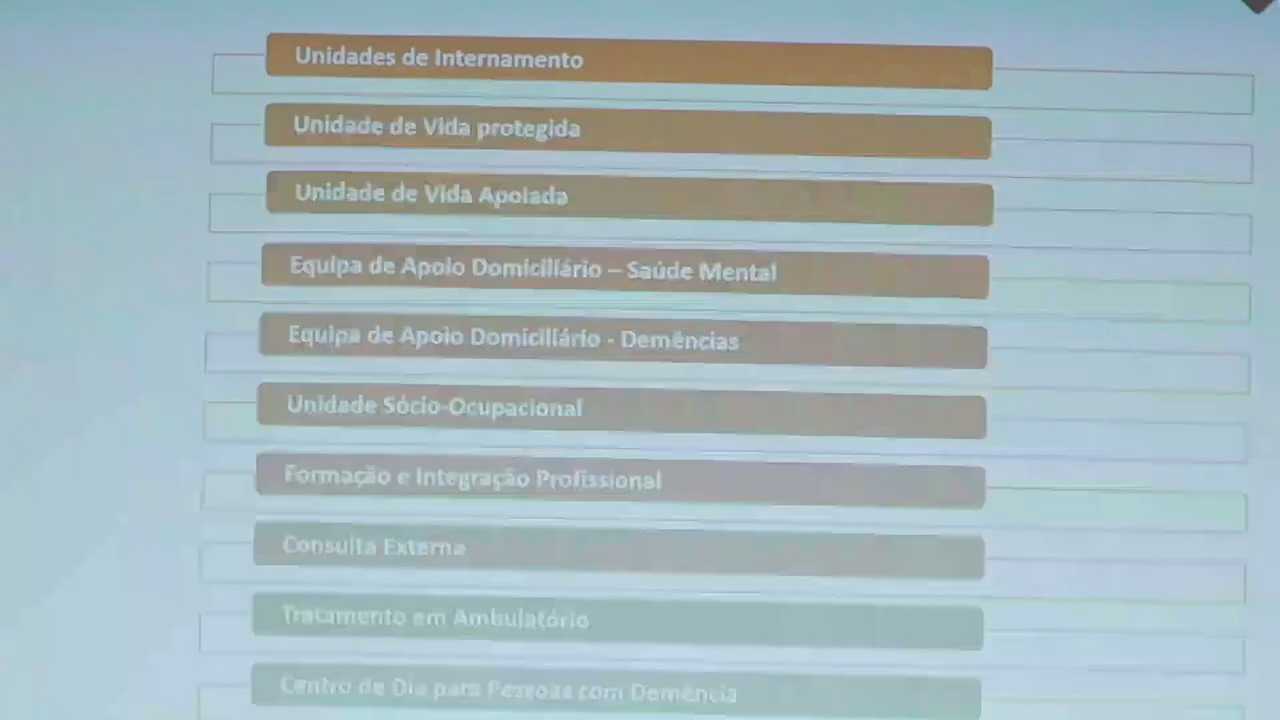 Unidades de Internamento
Unidade de Vida protegida
Unidade de Vida Apoiada
Equipa de Apoio Domiciliário – Saúde Mental
Equipa de Apoio Domiciliário - Demências
Unidade Sócio-Ocupacional
Formação e Integração Profissional
Consulta Externa
Tratamento em Ambulatório
Centro de Dia para Pessoas com Demência